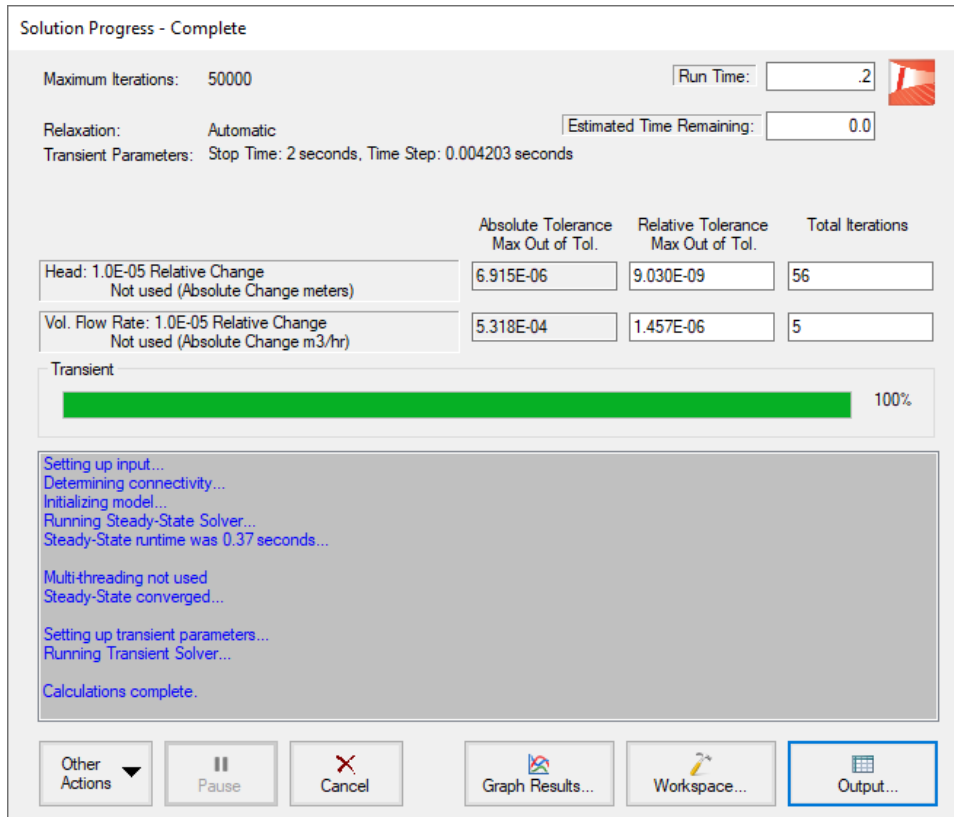 Solution Progress - Complete
Maximum Iterations: 50000
Run Time: .2
Relaxation: Automatic
Estimated Time Remaining: 0.0
Transient Parameters: Stop Time: 2 seconds, Time Step: 0.004203 seconds
Absolute Tolerance Relative Tolerance Total Iterations
Max Out of Tol. Max Out of Tol.
Head: 1.0E-05 Relative Change 6.915E-06 9.030E-09 56
Not used (Absolute Change meters)
Vol. Flow Rate: 1.0E-05 Relative Change 5.318E-04 1.457E-06 5
Not used (Absolute Change m3/hr)
Transient
100%
Setting up input...
Determining connectivity...
Initializing model...
Running Steady-State Solver...
Steady-State runtime was 0.37 seconds...
Multi-threading not used
Steady-State converged...
Setting up transient parameters...
Running Transient Solver...
Calculations complete.
Other
Actions
Pause
Cancel
Graph Results...
Workspace...
Output...